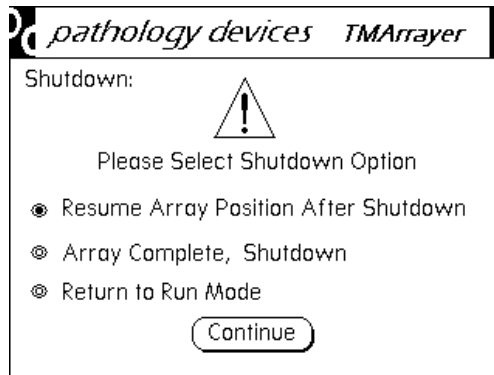 pathology devices TMArrayer
Shutdown:
Please Select Shutdown Option
Resume Array Position After Shutdown
Array Complete, Shutdown
Return to Run Mode
Continue